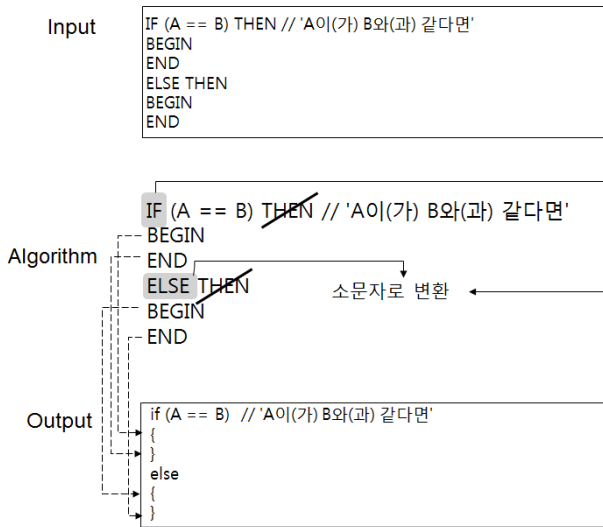 Input
IF (A == B) THEN // 'A이(가) B와(과) 같다면'
BEGIN
END
ELSE THEN
BEGIN
END
Algorithm
IF (A == B) THEN // 'A이(가) B와(과) 같다면'
BEGIN
END
ELSE THEN
소문자로 변환
BEGIN
END
Output
if (A == B) // 'A이(가) B와(과) 같다면'
{
}
else
{
}